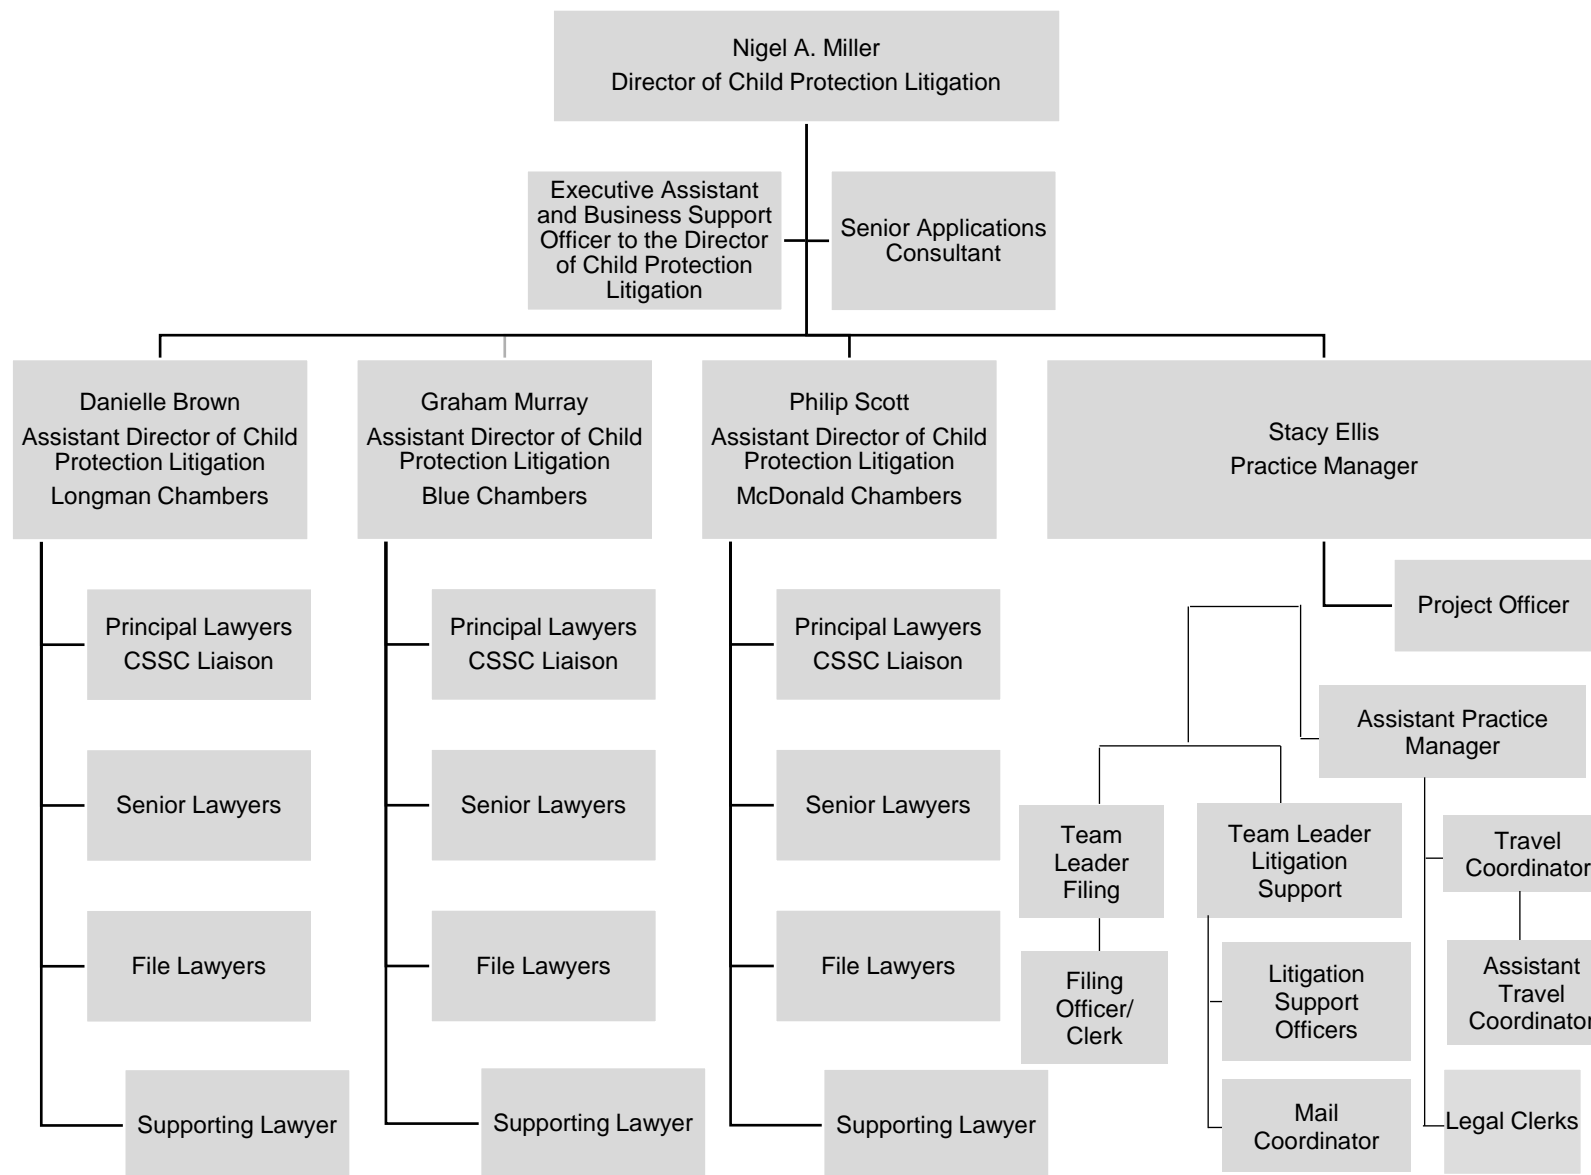 Nigel A. Miller
Director of Child Protection Litigation
Executive Assistant
and Business Support
Officer to the Director
of Child Protection
Litigation
Senior Applications
Consultant
Danielle Brown
Assistant Director of Child
Protection Litigation
Longman Chambers
Graham Murray
Assistant Director of Child
Protection Litigation
Blue Chambers
Philip Scott
Assistant Director of Child
Protection Litigation
McDonald Chambers
Stacy Ellis
Practice Manager
Principal Lawyers
CSSC Liaison
Senior Lawyers
File Lawyers
Supporting Lawyer
Principal Lawyers
CSSC Liaison
Senior Lawyers
File Lawyers
Supporting Lawyer
Principal Lawyers
CSSC Liaison
Senior Lawyers
File Lawyers
Supporting Lawyer
Project Officer
Assistant Practice
Manager
Team
Leader
Filing
Filing
Officer/
Clerk
Team Leader
Litigation
Support
Litigation
Support
Officers
Mail
Coordinator
Travel
Coordinator
Assistant
Travel
Coordinator
Legal Clerks